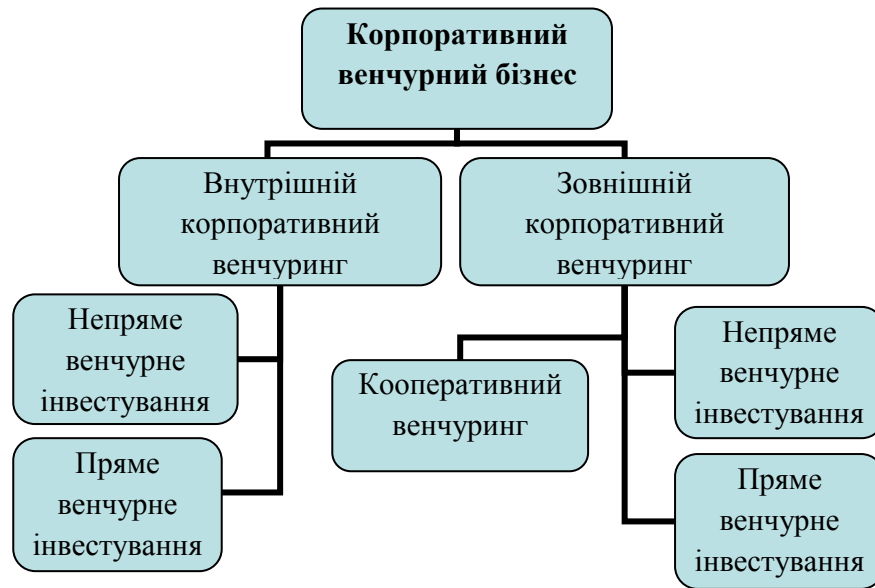 Корпоративний
венчурний бізнес
Внутрішній
корпоративний
венчуринг
Зовнішній
корпоративний
венчуринг
Непряме
венчурне
інвестування
Пряме
венчурне
інвестування
Кооперативний
венчуринг
Непряме
венчурне
інвестування
Пряме
венчурне
інвестування